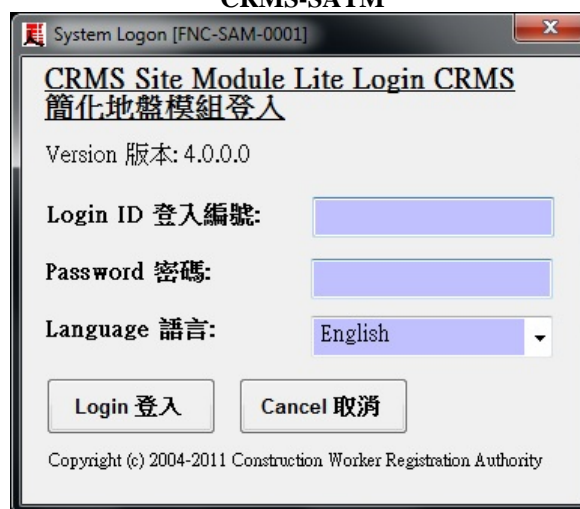 CRMS-SATM
System Logon [FNC-SAM-0001]
CRMS Site Module Lite Login CRMS
簡化地盤模組登入
Version 版本: 4.0.0.0
Login ID 登入編號:
Password 密碼:
Language 語言:
English
Login 登入
Cancel 取消
Copyright (c) 2004-2011 Construction Worker Registration Authority